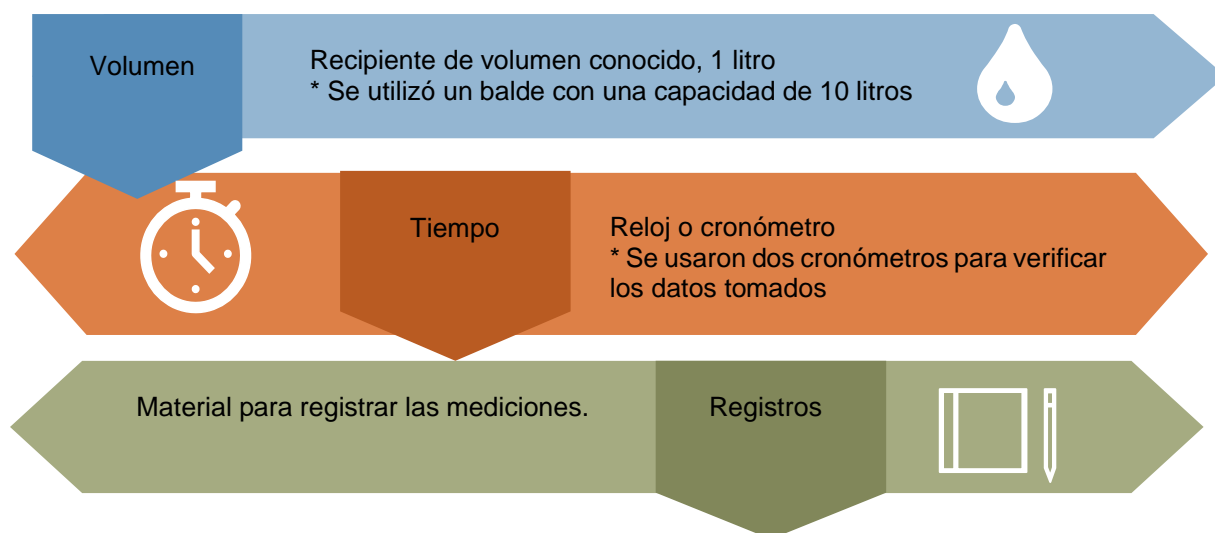 Volumen
Recipiente de volumen conocido, 1 litro
* Se utilizó un balde con una capacidad de 10 litros
Tiempo
Reloj o cronómetro
* Se usaron dos cronómetros para verificar
los datos tomados
Material para registrar las mediciones.
Registros